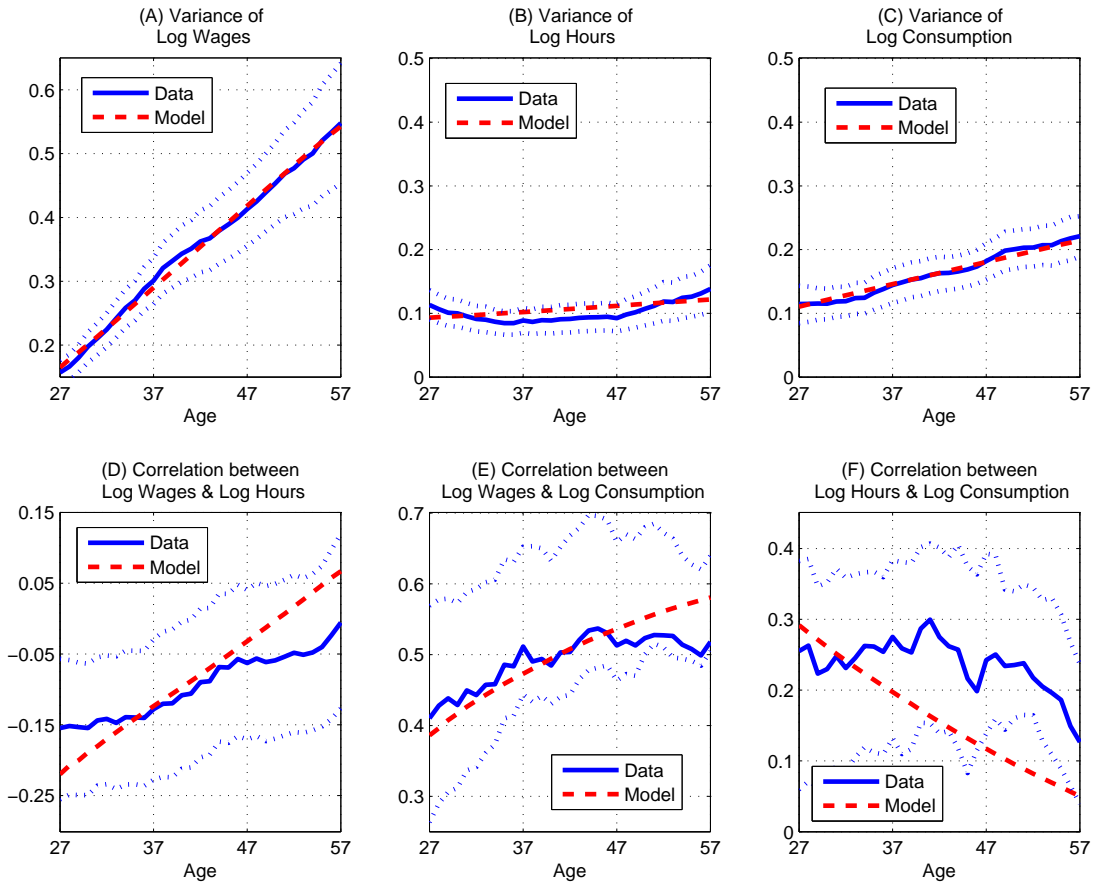 (A) Variance of
Log Wages
0.6
0.5
0.4
0.3
0.2
27
37
47
57
Age
Data
Model
(B) Variance of
Log Hours
0.5
0.4
0.3
0.2
0.1
0
27
37
47
57
Age
Data
Model
(C) Variance of
Log Consumption
0.5
0.4
0.3
0.2
0.1
0
27
37
47
57
Age
Data
Model
(D) Correlation between
Log Wages & Log Hours
0.15
0.05
−0.05
−0.15
−0.25
27
37
47
57
Age
Data
Model
(E) Correlation between
Log Wages & Log Consumption
0.7
0.6
0.5
0.4
0.3
27
37
47
57
Age
Data
Model
(F) Correlation between
Log Hours & Log Consumption
0.4
0.3
0.2
0.1
0
27
37
47
57
Age
Data
Model